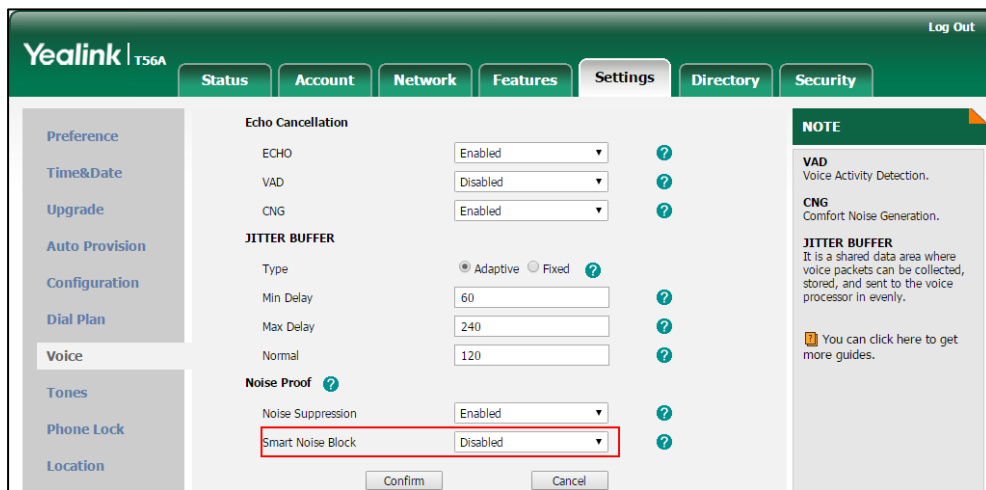 Log Out
Yealink T56A
Status Account Network Features Settings Directory Security
Preference
Time&Date
Upgrade
Auto Provision
Configuration
Dial Plan
Voice
Tones
Phone Lock
Location
Echo Cancellation
ECHO Enabled
VAD Disabled
CNG Enabled
JITTER BUFFER
Type Adaptive Fixed
Min Delay 60
Max Delay 240
Normal 120
Noise Proof
Noise Suppression Enabled
Smart Noise Block Disabled
Confirm Cancel
NOTE
VAD
Voice Activity Detection.
CNG
Comfort Noise Generation.
JITTER BUFFER
It is a shared data area where
voice packets can be collected,
stored, and sent to the voice
processor in evenly.
You can click here to get
more guides.